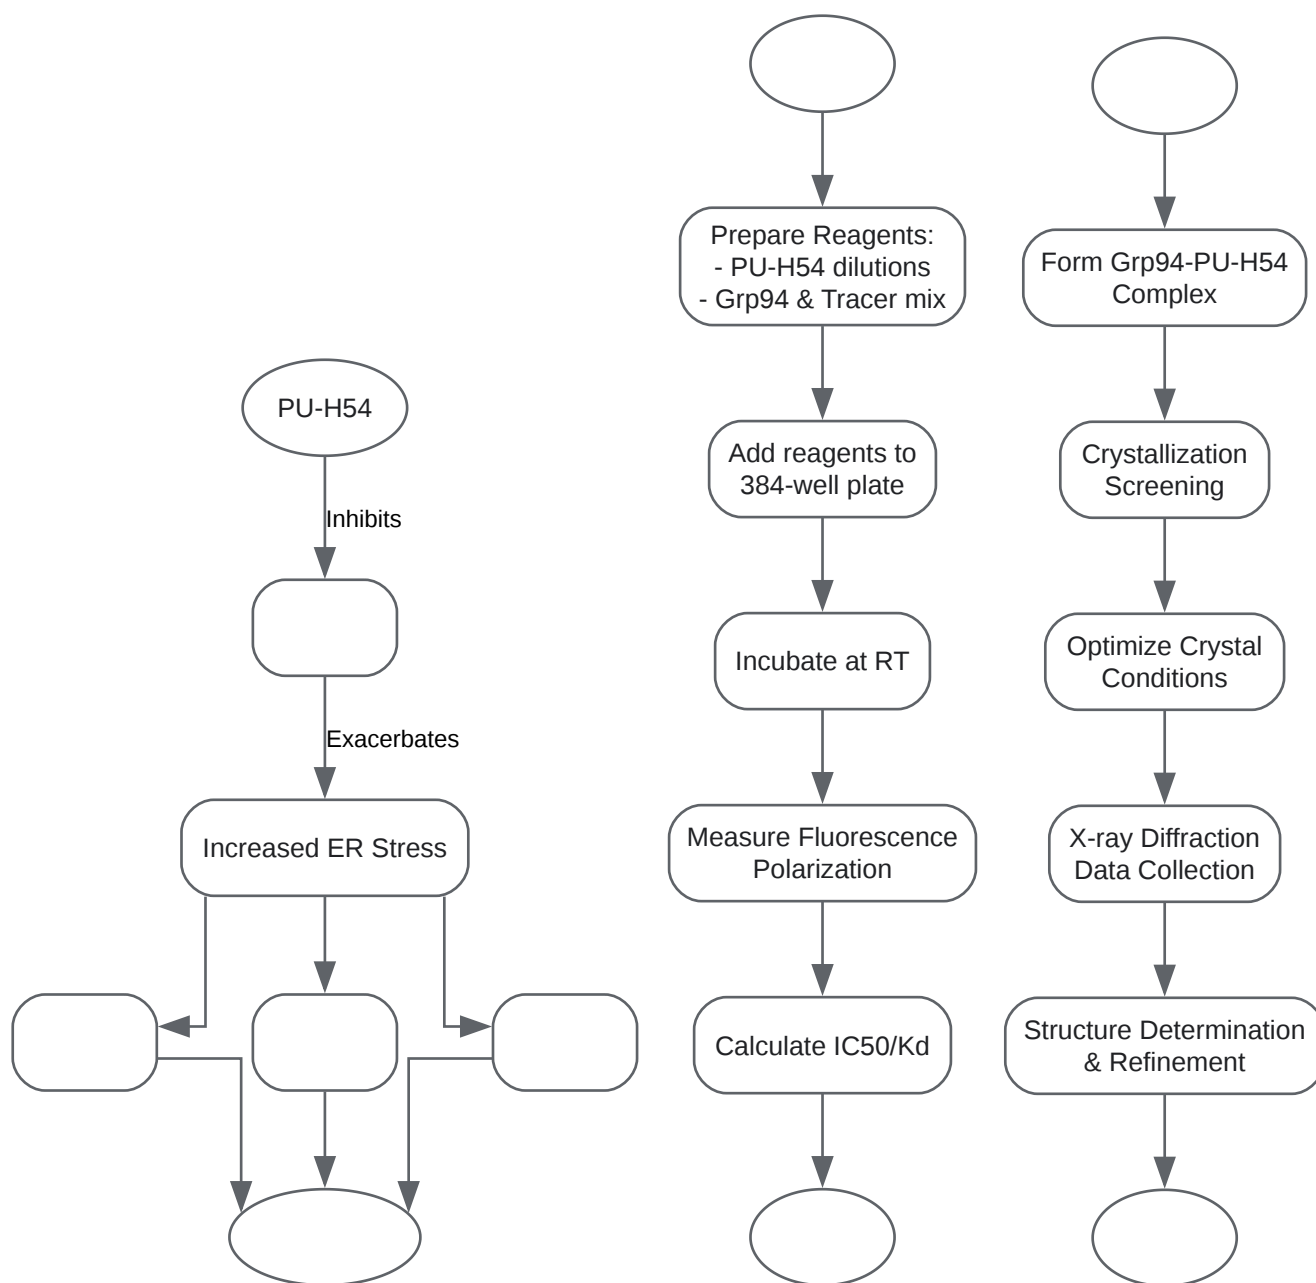 PU-H54
Inhibits
Exacerbates
Increased ER Stress
Prepare Reagents:
- PU-H54 dilutions
- Grp94 & Tracer mix
Add reagents to
384-well plate
Incubate at RT
Measure Fluorescence
Polarization
Calculate IC50/Kd
Form Grp94-PU-H54
Complex
Crystallization
Screening
Optimize Crystal
Conditions
X-ray Diffraction
Data Collection
Structure Determination
& Refinement